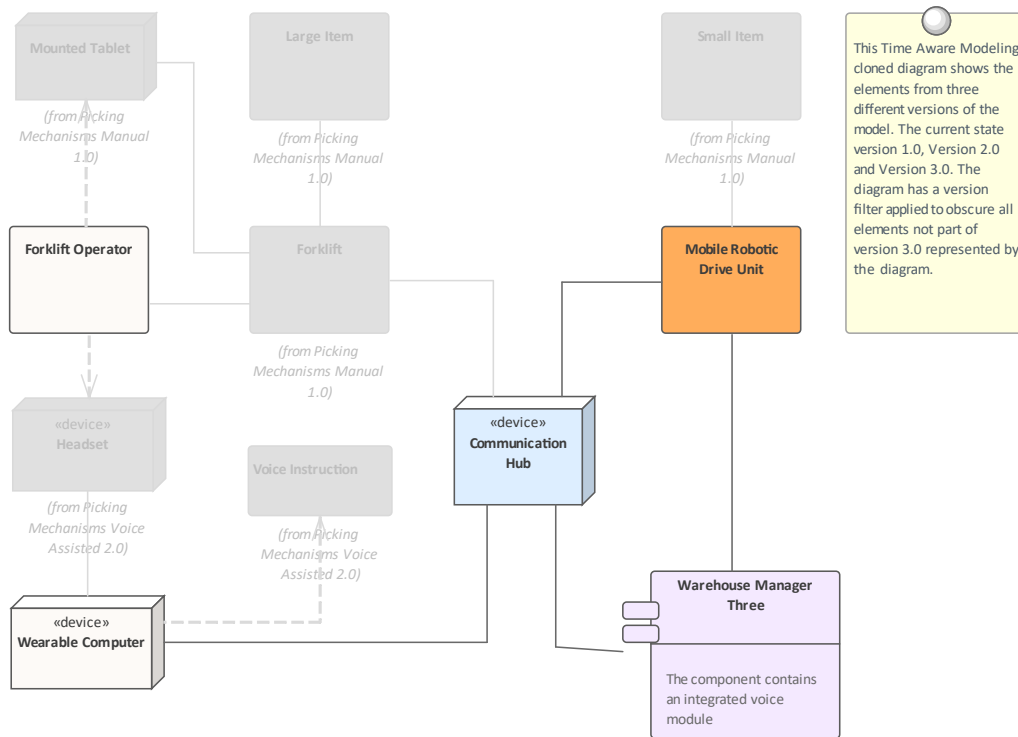 Mounted Tablet
(from Picking
Mechanisms Manual
1.0)
Large Item
(from Picking
Mechanisms Manual
1.0)
Small Item
(from Picking
Mechanisms Manual
1.0)
This Time Aware Modeling
cloned diagram shows the
elements from three
different versions of the
model. The current state
version 1.0, Version 2.0
and Version 3.0. The
diagram has a version
filter applied to obscure all
elements not part of
version 3.0 represented by
the diagram.
Forklift Operator
Forklift
(from Picking
Mechanisms Manual
1.0)
Mobile Robotic
Drive Unit
«device»
Headset
(from Picking
Mechanisms Voice
Assisted 2.0)
Voice Instruction
(from Picking
Mechanisms Voice
Assisted 2.0)
«device»
Communication
Hub
«device»
Wearable Computer
Warehouse Manager
Three
The component contains
an integrated voice
module